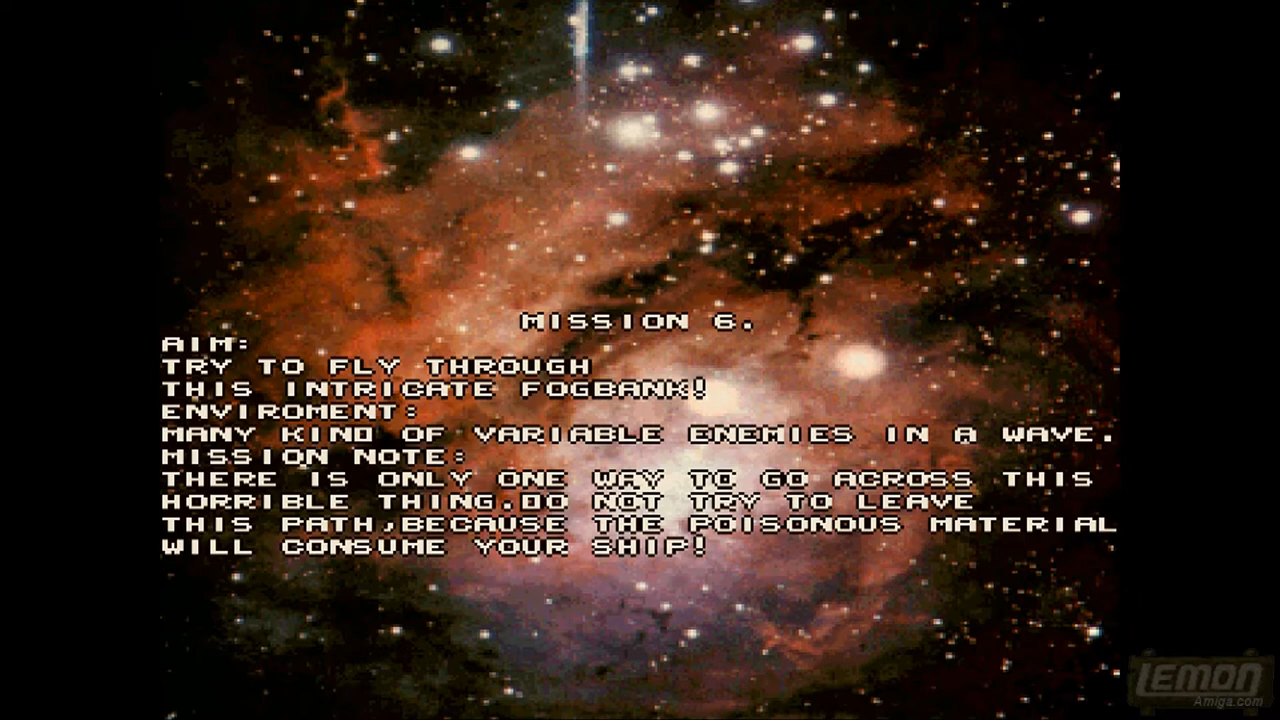 MISSION 6.
AIM:
TRY TO FLY THROUGH
THIS INTRICATE FOGBANK!
ENVIROMENT:
MANY KIND OF VARIABLE ENEMIES IN A WAVE.
MISSION NOTE:
THERE IS ONLY ONE WAY TO GO ACROSS THIS
HORRIBLE THING.DO NOT TRY TO LEAVE
THIS PATH,BECAUSE THE POISONOUS MATERIAL
WILL CONSUME YOUR SHIP!
LEMON
Amiga.com